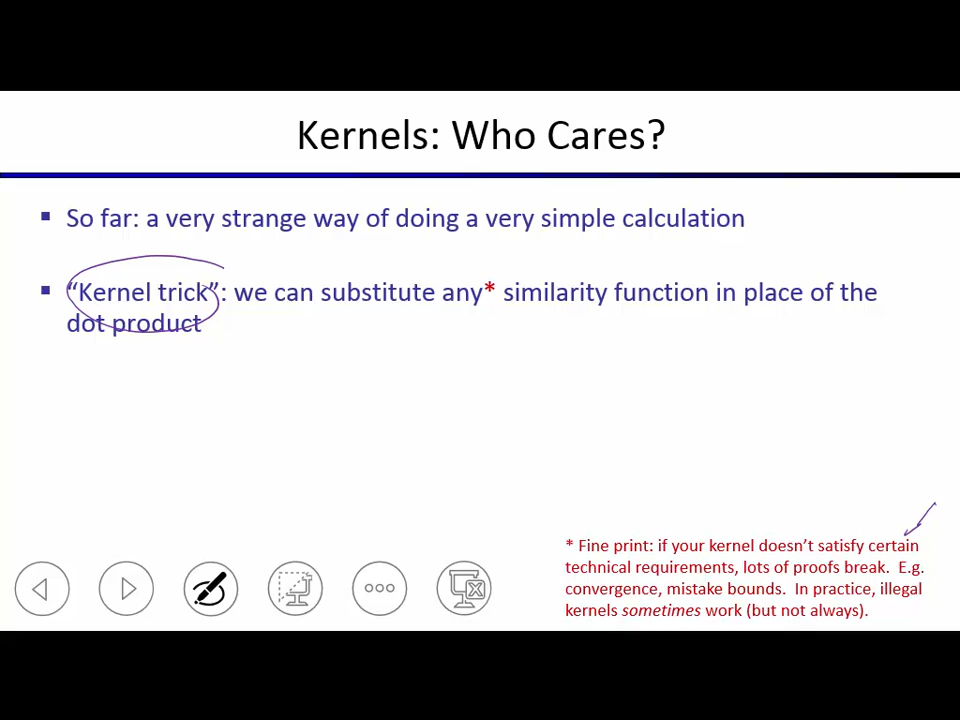 Kernels: Who Cares?
▪ So far: a very strange way of doing a very simple calculation
▪ “Kernel trick”: we can substitute any* similarity function in place of the
dot product
* Fine print: if your kernel doesn’t satisfy certain
technical requirements, lots of proofs break. E.g.
convergence, mistake bounds. In practice, illegal
kernels sometimes work (but not always).